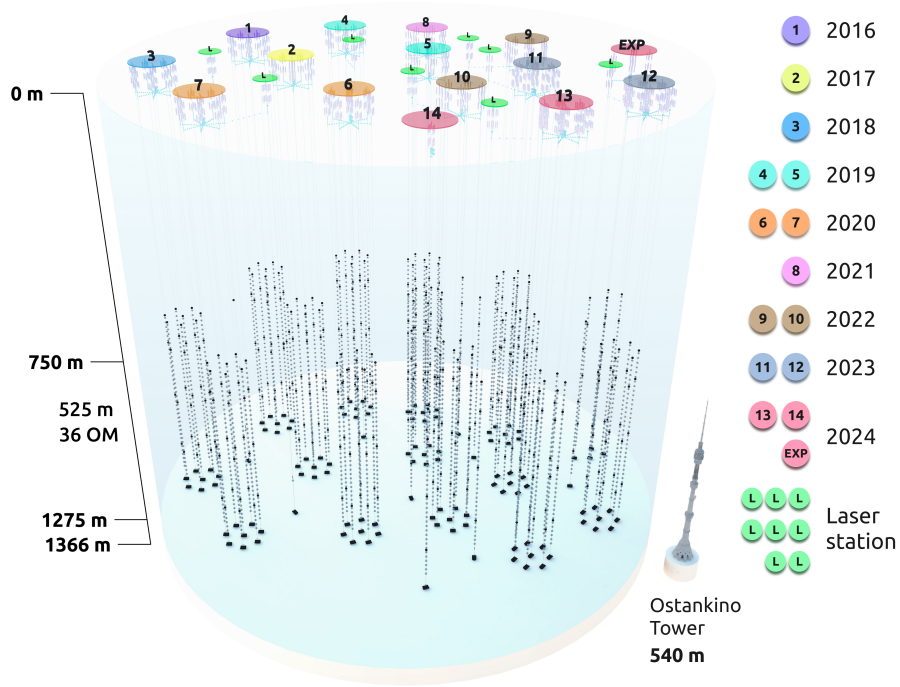 4
8
1
9
EXP
3
L
2
L
5
L
L
11
L
L
L
12
7
6
10
L
13
14
0 m
750 m
525 m
36 OM
1275 m
1366 m
Ostankino
Tower
540 m
1 2016
2 2017
3 2018
4 5 2019
6 7 2020
8 2021
9 10 2022
11 12 2023
13 14
EXP
2024
L L L
L L L
L L
Laser
station